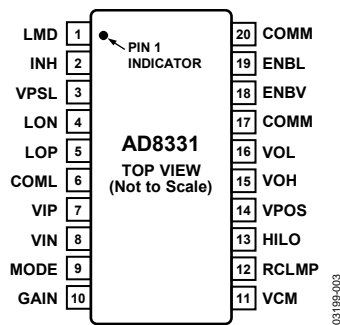 LMD 1
INH 2
VPSL 3
LON 4
LOP 5
COML 6
VIP 7
VIN 8
MODE 9
GAIN 10
PIN 1
INDICATOR
AD8331
TOP VIEW
(Not to Scale)
20 COMM
19 ENBL
18 ENBV
17 COMM
16 VOL
15 VOH
14 VPOS
13 HILO
12 RCLMP
11 VCM
03199-003